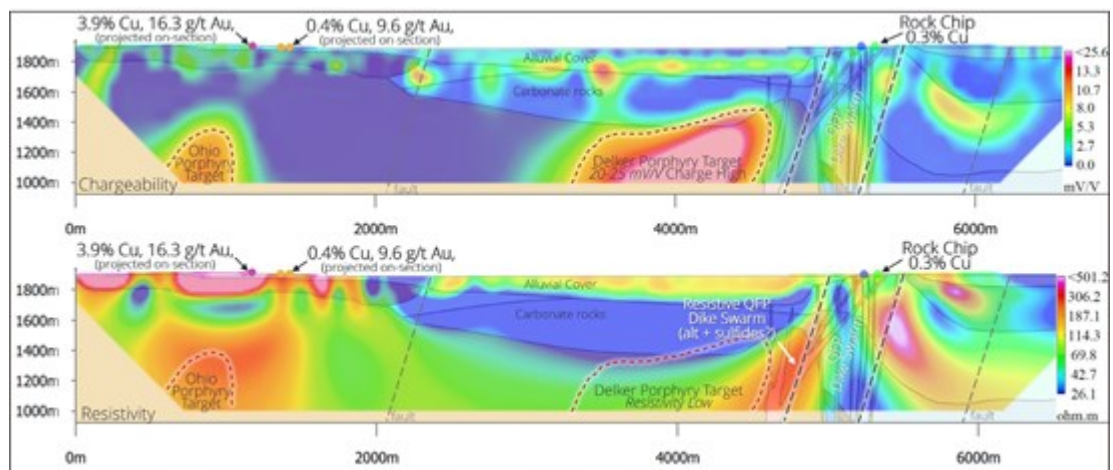 3.9% Cu, 16.3 g/t Au,
(projected on-section)
0.4% Cu, 9.6 g/t Au,
(projected on-section)
Rock Chip
0.3% Cu
1800m
1600m
1400m
1200m
1000m
Alluvial Cover
Carbonate rocks
Ohio
Porphyry
Target
Delker Porphyry Target
20-25 mV/V Charge High
fault
Chargeability
<25.6
13.3
10.7
8.0
5.3
2.7
0.0
mV/V
0m
2000m
4000m
6000m
3.9% Cu, 16.3 g/t Au,
(projected on-section)
0.4% Cu, 9.6 g/t Au,
(projected on-section)
Rock Chip
0.3% Cu
1800m
1600m
1400m
1200m
1000m
Alluvial Cover
Carbonate rocks
Resistive QFP
Dike Swarm
(alt + sulfides?)
Ohio
Porphyry
Target
Delker Porphyry Target
Resistivity Low
fault
Resistivity
<501.2
306.2
187.1
114.3
69.8
42.7
26.1
ohm.m
0m
2000m
4000m
6000m